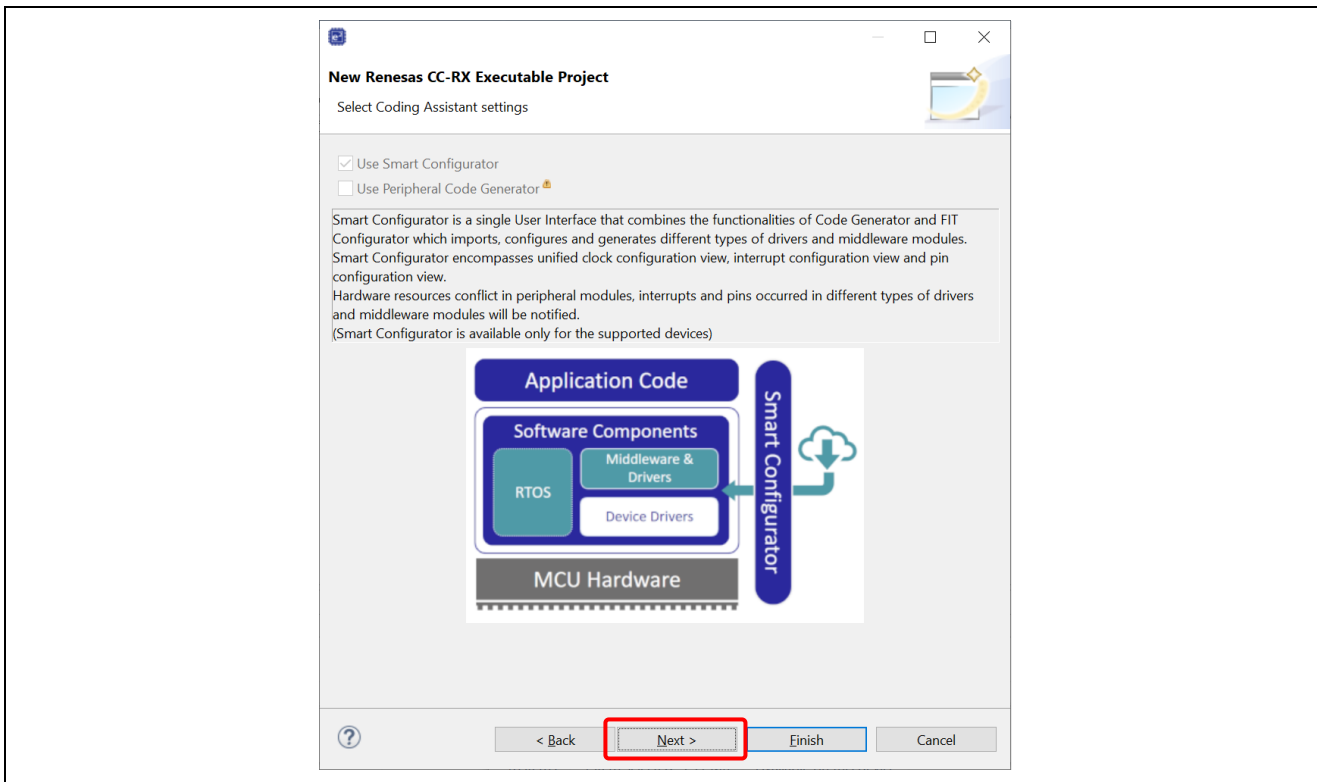 New Renesas CC-RX Executable Project
Select Coding Assistant settings
Use Smart Configurator
Use Peripheral Code Generator
Smart Configurator is a single User Interface that combines the functionalities of Code Generator and FIT
Configurator which imports, configures and generates different types of drivers and middleware modules.
Smart Configurator encompasses unified clock configuration view, interrupt configuration view and pin
configuration view.
Hardware resources conflict in peripheral modules, interrupts and pins occurred in different types of drivers
and middleware modules will be notified.
(Smart Configurator is available only for the supported devices)
Application Code
Software Components
RTOS
Middleware &
Drivers
Device Drivers
MCU Hardware
Smart Configurator
?
< Back
Next >
Finish
Cancel